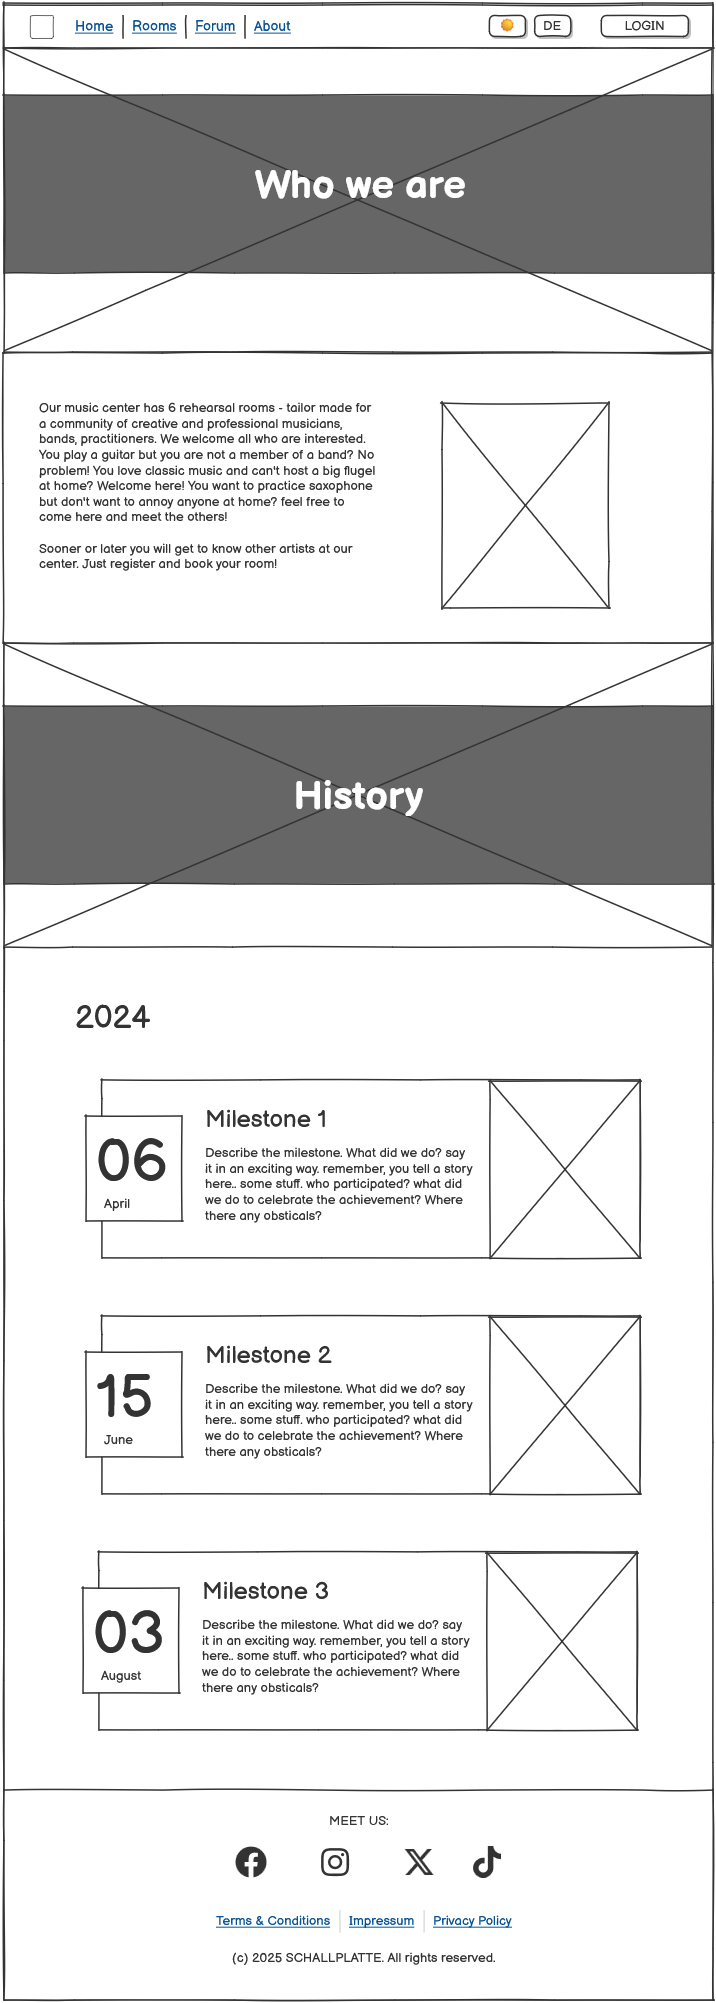 Home Rooms Forum About DE LOGIN
Who we are
Our music center has 6 rehearsal rooms - tailor made for
a community of creative and professional musicians,
bands, practitioners. We welcome all who are interested.
You play a guitar but you are not a member of a band? No
problem! You love classic music and can't host a big flugel
at home? Welcome here! You want to practice saxophone
but don't want to annoy anyone at home? feel free to
come here and meet the others!
Sooner or later you will get to know other artists at our
center. Just register and book your room!
History
2024
06
April
Milestone 1
Describe the milestone. What did we do? say
it in an exciting way. remember, you tell a story
here.. some stuff. who participated? what did
we do to celebrate the achievement? Where
there any obsticals?
15
June
Milestone 2
Describe the milestone. What did we do? say
it in an exciting way. remember, you tell a story
here.. some stuff. who participated? what did
we do to celebrate the achievement? Where
there any obsticals?
03
August
Milestone 3
Describe the milestone. What did we do? say
it in an exciting way. remember, you tell a story
here.. some stuff. who participated? what did
we do to celebrate the achievement? Where
there any obsticals?
MEET US:
Terms & Conditions Impressum Privacy Policy
(c) 2025 SCHALLPLATTE. All rights reserved.